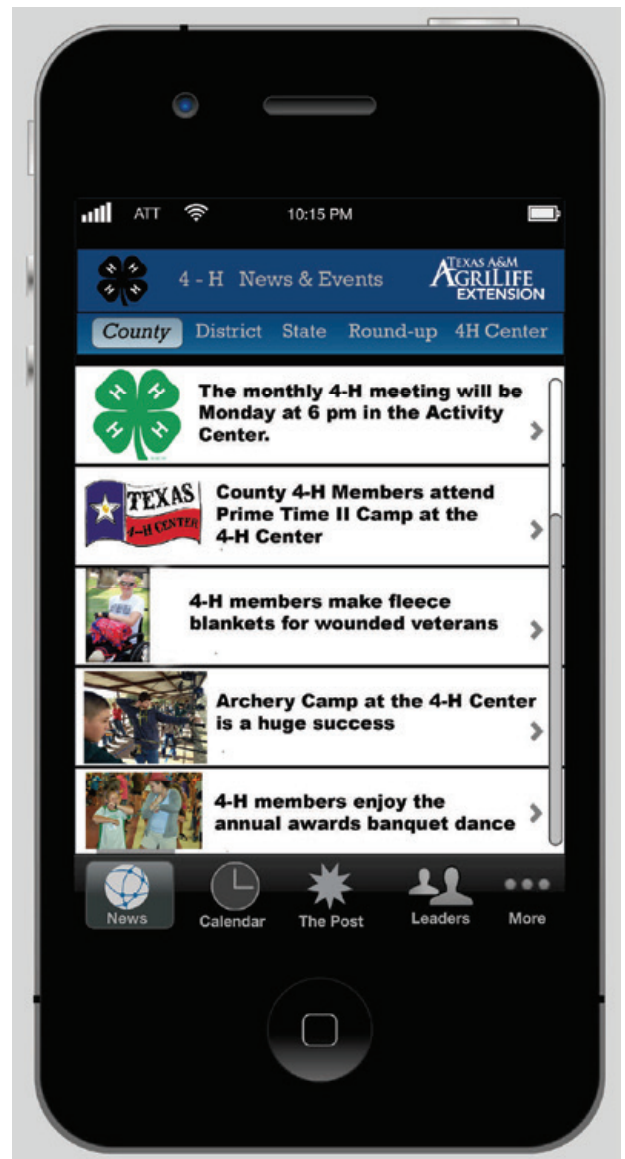 ATT 10:15 PM
4 - H News & Events
TEXAS A&M
AGRILIFE
EXTENSION
County District State Round-up 4H Center
H H
H H
The monthly 4-H meeting will be
Monday at 6 pm in the Activity
Center.
TEXAS
4-H CENTER
County 4-H Members attend
Prime Time II Camp at the
4-H Center
4-H members make fleece
blankets for wounded veterans
Archery Camp at the 4-H Center
is a huge success
4-H members enjoy the
annual awards banquet dance
News Calendar The Post Leaders More